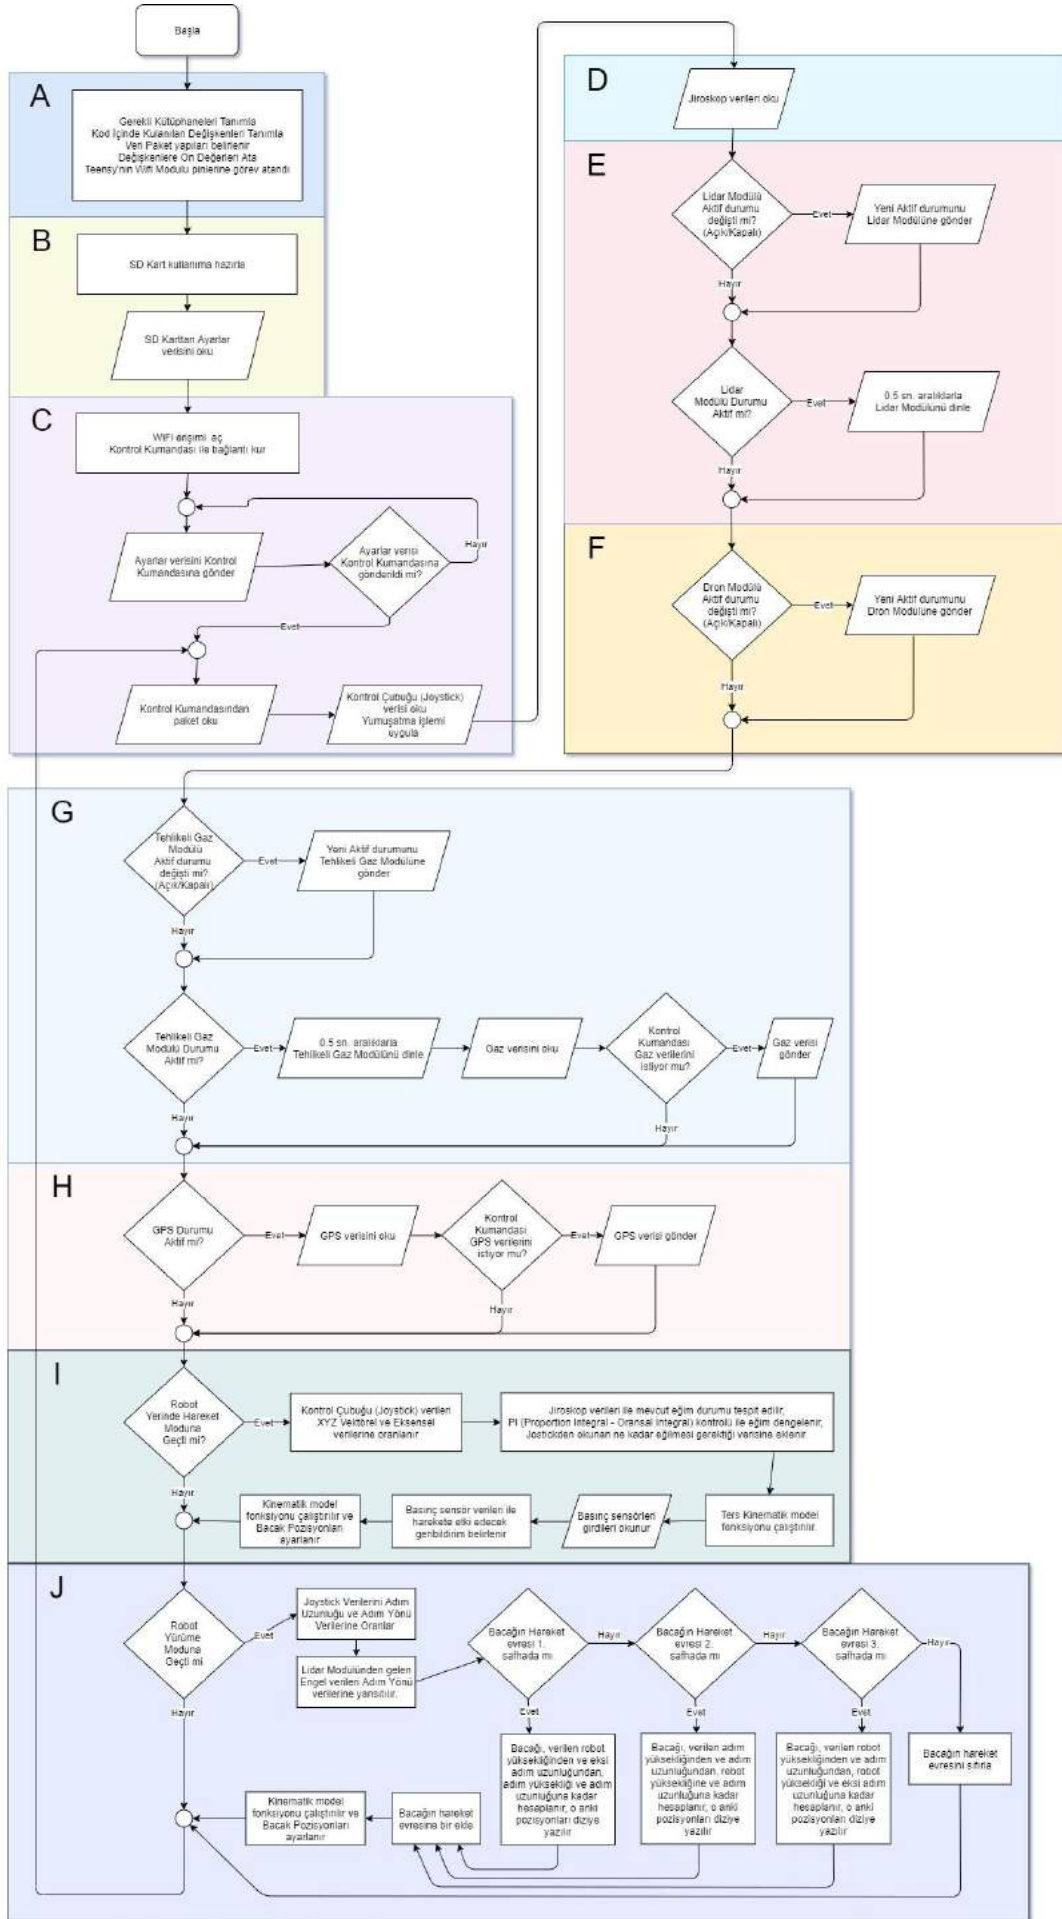 Başla
A
Gerekli Kütüphaneleri Tanımla
Kod İçinde Kulanılan Değişkenleri Tanımla
Veri Paket yapıları belirlenir
Değişkenlere Ön Değerleri Ata
Teensy'nin Wifi Modulu pinlerine görev atandı
B
SD Kart kullanıma hazırla
SD Karttan Ayarlar
verisini oku
C
WiFi erişimi aç
Kontrol Kumandası ile bağlantı kur
Ayarlar verisini Kontrol
Kumandasına gönder
Ayarlar verisi
Kontrol Kumandasına
gönderildi mi?
Hayır
Evet
Kontrol Kumandasından
paket oku
Kontrol Çubuğu (Joystick)
verisi oku
Yumuşatma işlemi
uygula
D
Jiroskop verileri oku
E
Lidar Modülü
Aktif durumu
değişti mi?
(Açık/Kapalı)
Evet
Yeni Aktif durumunu
Lidar Modülüne gönder
Hayır
Lidar
Modülü Durumu
Aktif mi?
Evet
0.5 sn. aralıklarla
Lidar Modülünü dinle
Hayır
F
Dron Modülü
Aktif durumu
değişti mi?
(Açık/Kapalı)
Evet
Yeni Aktif durumunu
Dron Modülüne gönder
Hayır
G
Tehlikeli Gaz
Modülü
Aktif durumu
değişti mi?
(Açık/Kapalı)
Evet
Yeni Aktif durumunu
Tehlikeli Gaz Modülüne
gönder
Hayır
Tehlikeli Gaz
Modülü Durumu
Aktif mi?
Evet
0.5 sn. aralıklarla
Tehlikeli Gaz Modülünü dinle
Gaz verisini oku
Kontrol
Kumandası
Gaz verilerini
istiyor mu?
Evet
Gaz verisi
gönder
Hayır
Hayır
H
GPS Durumu
Aktif mi?
Evet
GPS verisini oku
Kontrol
Kumandası
GPS verilerini
istiyor mu?
Evet
GPS verisi gönder
Hayır
Hayır
I
Robot
Yerinde Hareket
Moduna
Geçti mi?
Evet
Kontrol Çubuğu (Joystick) verileri
XYZ Vektörel ve Eksensel
verilerine oranlanır
Jiroskop verileri ile mevcut eğim durumu tespit edilir,
PI (Proportion Integral - Oransal İntegral) kontrolü ile eğim dengelenir,
Jostickden okunan ne kadar eğilmesi gerektiği verisine eklenir
Hayır
Kinematik model
fonksiyonu çalıştırılır ve
Bacak Pozisyonları
ayarlanır
Basınç sensör verileri ile
harekete etki edecek
geribildirim belirlenir
Basınç sensörleri
girdileri okunur
Ters Kinematik model
fonksiyonu çalıştırılır.
J
Robot
Yürüme
Moduna
Geçti mi
Evet
Joystick Verilerini Adım
Uzunluğu ve Adım Yönü
Verilerine Oranlar
Lidar Modülünden gelen
Engel verileri Adım Yönü
verilerine yansıtılır.
Bacağın Hareket
evresi 1.
safhada mı
Hayır
Bacağın Hareket
evresi 2.
safhada mı
Hayır
Bacağın Hareket
evresi 3.
safhada mı
Hayır
Hayır
Evet
Evet
Evet
Bacağı, verilen robot
yüksekliğinden ve eksi
adım uzunluğundan,
adım yüksekliği ve adım
uzunluğuna kadar
hesaplanır, o anki
pozisyonları diziye
yazılır
Bacağı, verilen adım
yüksekliğinden ve adım
uzunluğundan, robot
yüksekliğine ve adım
uzunluğuna kadar
hesaplanır, o anki
pozisyonları diziye
yazılır
Bacağı, verilen robot
yüksekliğinden ve adım
uzunluğundan, robot
yüksekliği ve eksi adım
uzunluğuna kadar
hesaplanır, o anki
pozisyonları diziye
yazılır
Bacağın hareket
evresini sıfırla
Kinematik model
fonksiyonu çalıştırılır ve
Bacak Pozisyonları
ayarlanır
Bacağın hareket
evresine bir ekle